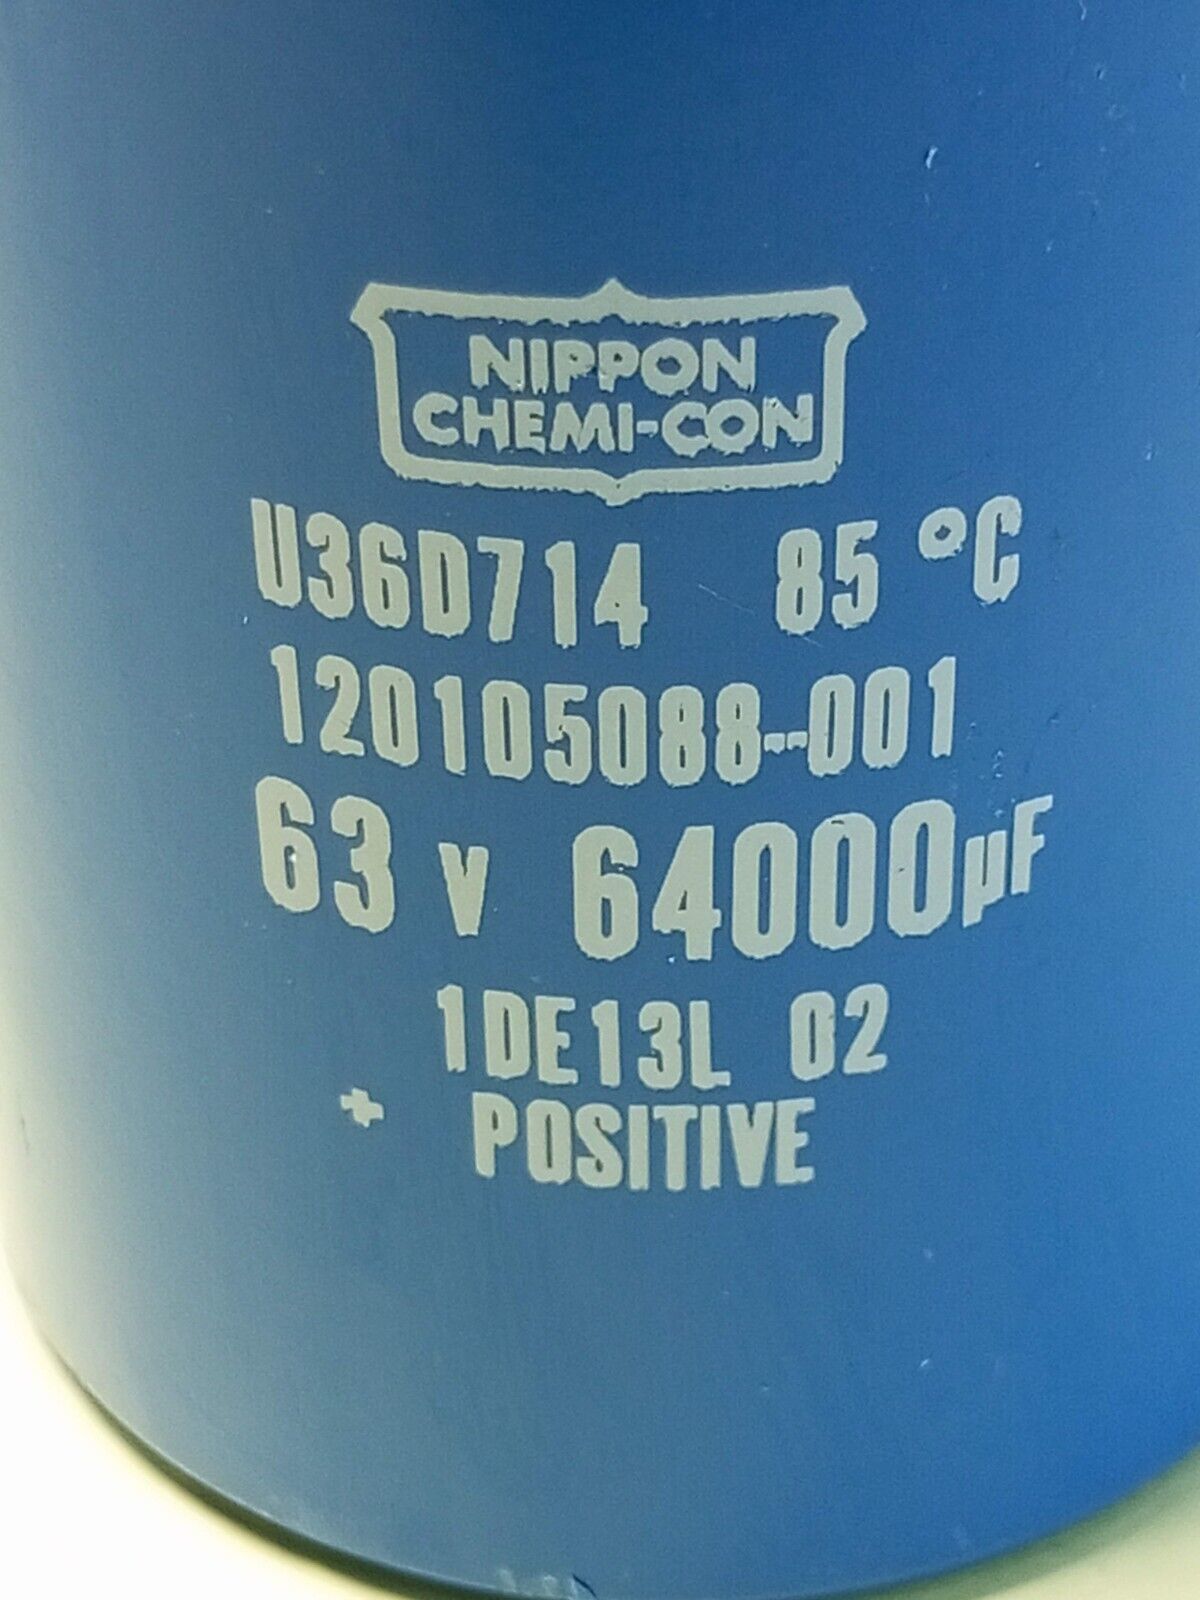 NIPPON
CHEMI-CON
U36D714 85 °C
120105088-001
63 v 64000µF
1DE13L 02
+ POSITIVE